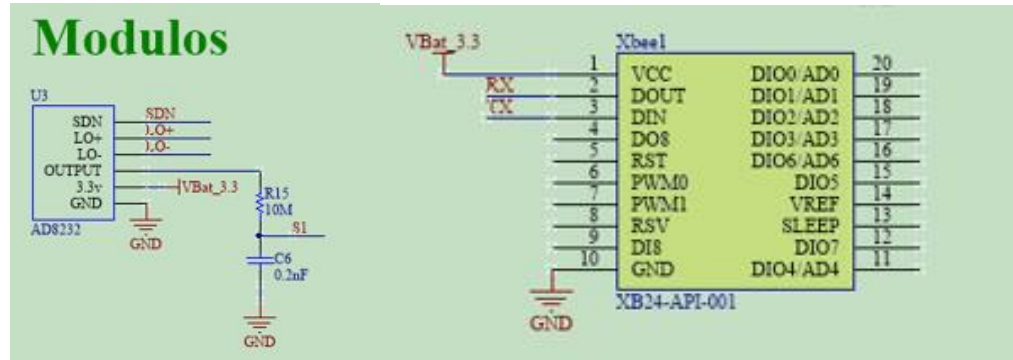 Modulos
U3
SDN SDN
LO+ LO+
LO- LO-
OUTPUT
3.3v VBat_3.3
GND
AD8232
GND
R15
10M
S1
C6
0.2nF
GND
VBat_3.3
Xbee1
1 VCC DIO0/AD0 20
RX 2 DOUT DIO1/AD1 19
TX 3 DIN DIO2/AD2 18
4 DO8 DIO3/AD3 17
5 RST DIO6/AD6 16
6 PWM0 DIO5 15
7 PWM1 VREF 14
8 RSV SLEEP 13
9 DI8 DIO7 12
10 GND DIO4/AD4 11
XB24-API-001
GND